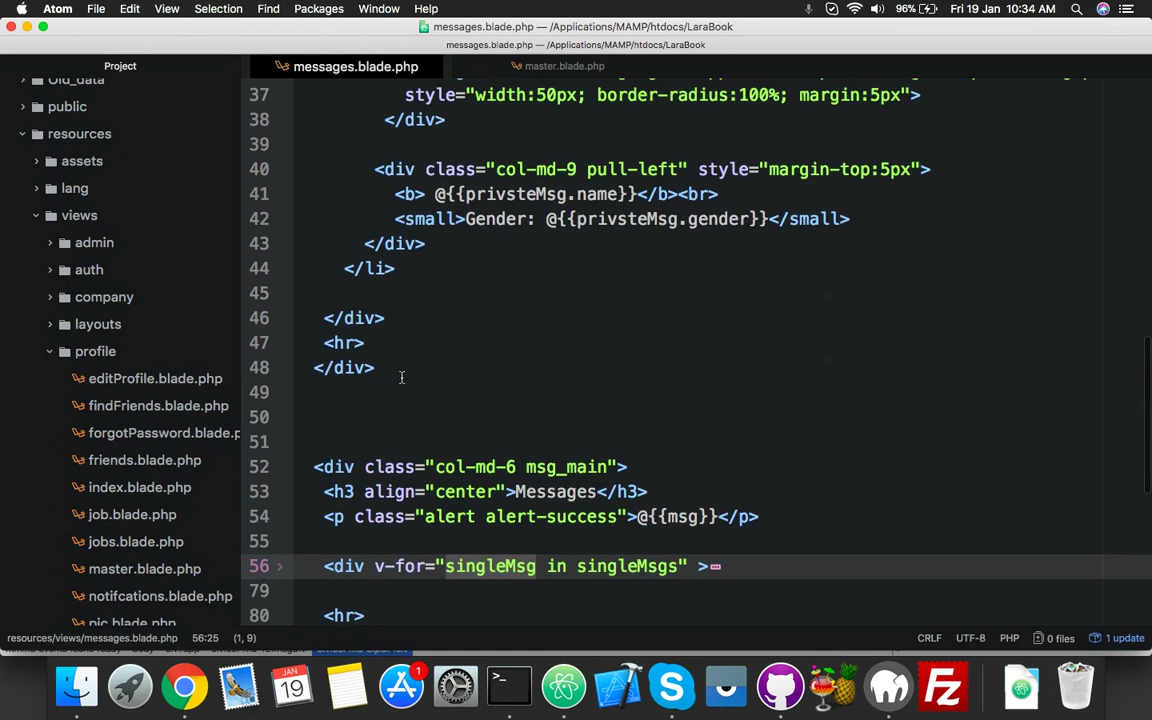 Atom File Edit View Selection Find Packages Window Help 96% Fri 19 Jan 10:34 AM
messages.blade.php — /Applications/MAMP/htdocs/LaraBook
messages.blade.php — /Applications/MAMP/htdocs/LaraBook
Project messages.blade.php master.blade.php
Old_data
public
resources
assets
lang
views
admin
auth
company
layouts
profile
editProfile.blade.php
findFriends.blade.php
forgotPassword.blade.p
friends.blade.php
index.blade.php
job.blade.php
jobs.blade.php
master.blade.php
notifcations.blade.php
pic.blade.php
37 style="width:50px; border-radius:100%; margin:5px">
38 </div>
39
40 <div class="col-md-9 pull-left" style="margin-top:5px">
41 <b> @{{privsteMsg.name}}</b><br>
42 <small>Gender: @{{privsteMsg.gender}}</small>
43 </div>
44 </li>
45
46 </div>
47 <hr>
48 </div>
49
50
51
52 <div class="col-md-6 msg_main">
53 <h3 align="center">Messages</h3>
54 <p class="alert alert-success">@{{msg}}</p>
55
56 <div v-for="singleMsg in singleMsgs" >
79
80 <hr>
resources/views/messages.blade.php 56:25 (1, 9) CRLF UTF-8 PHP 0 files 1 update
JAN
19
1